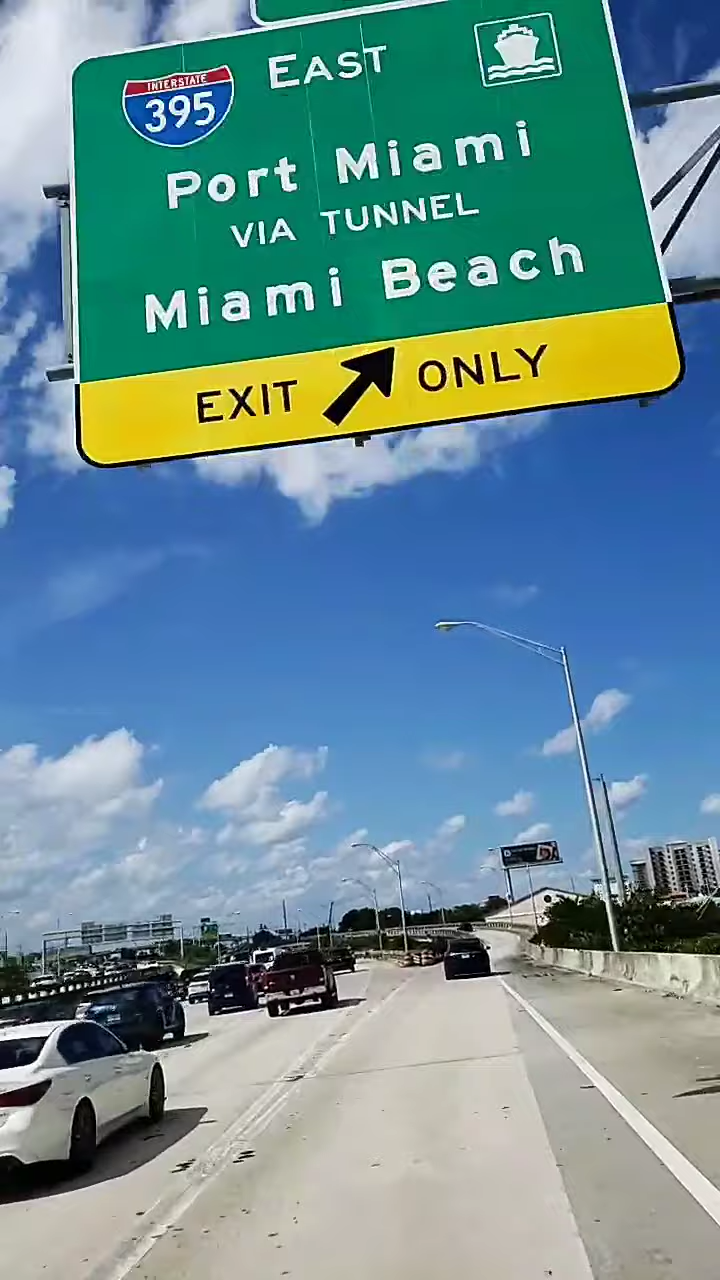 INTERSTATE
395
EAST
Port Miami
VIA TUNNEL
Miami Beach
EXIT ONLY